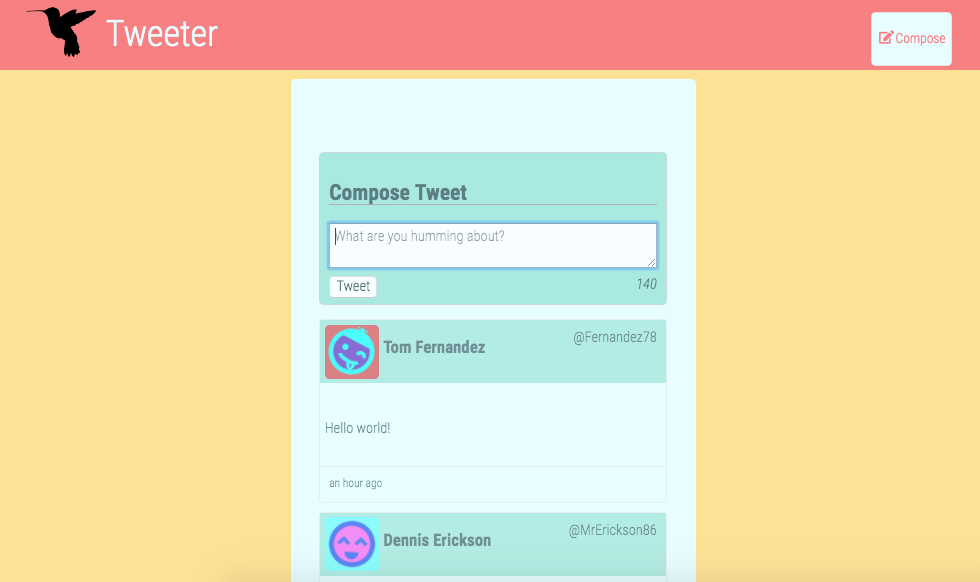 Tweeter
Compose
Compose Tweet
What are you humming about?
Tweet
140
Tom Fernandez
@Fernandez78
Hello world!
an hour ago
Dennis Erickson
@MrErickson86